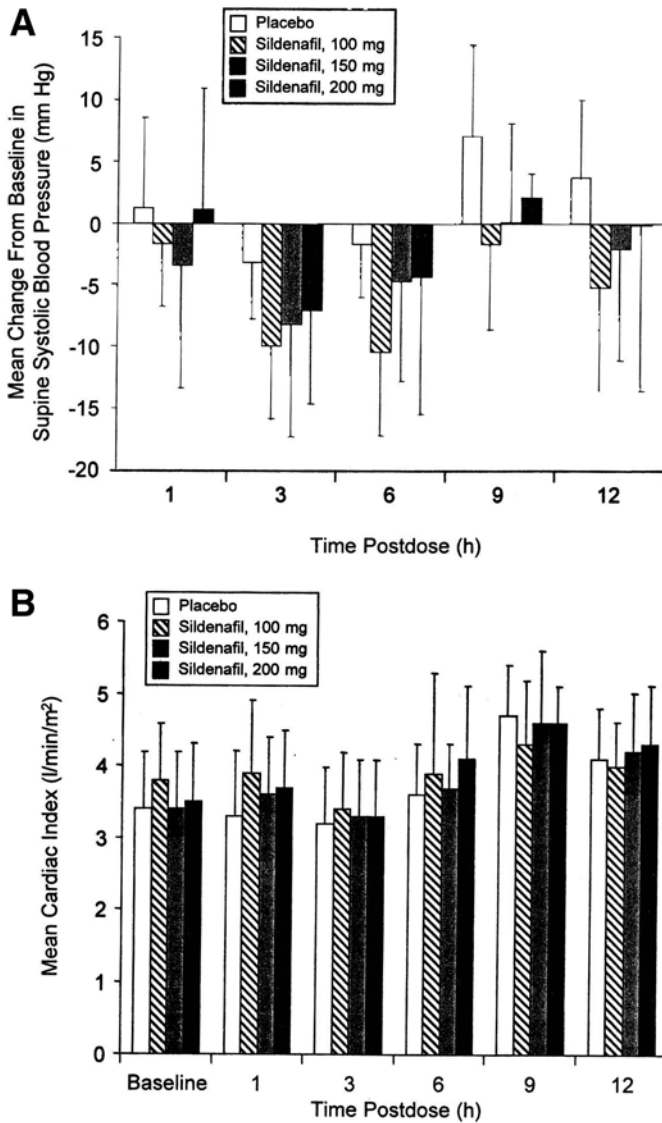 A
Placebo
Sildenafil, 100 mg
Sildenafil, 150 mg
Sildenafil, 200 mg
Mean Change From Baseline in
Supine Systolic Blood Pressure (mm Hg)
15
10
5
0
-5
-10
-15
-20
1 3 6 9 12
Time Postdose (h)
B
Placebo
Sildenafil, 100 mg
Sildenafil, 150 mg
Sildenafil, 200 mg
Mean Cardiac Index (l/min/m²)
6
5
4
3
2
1
0
Baseline 1 3 6 9 12
Time Postdose (h)